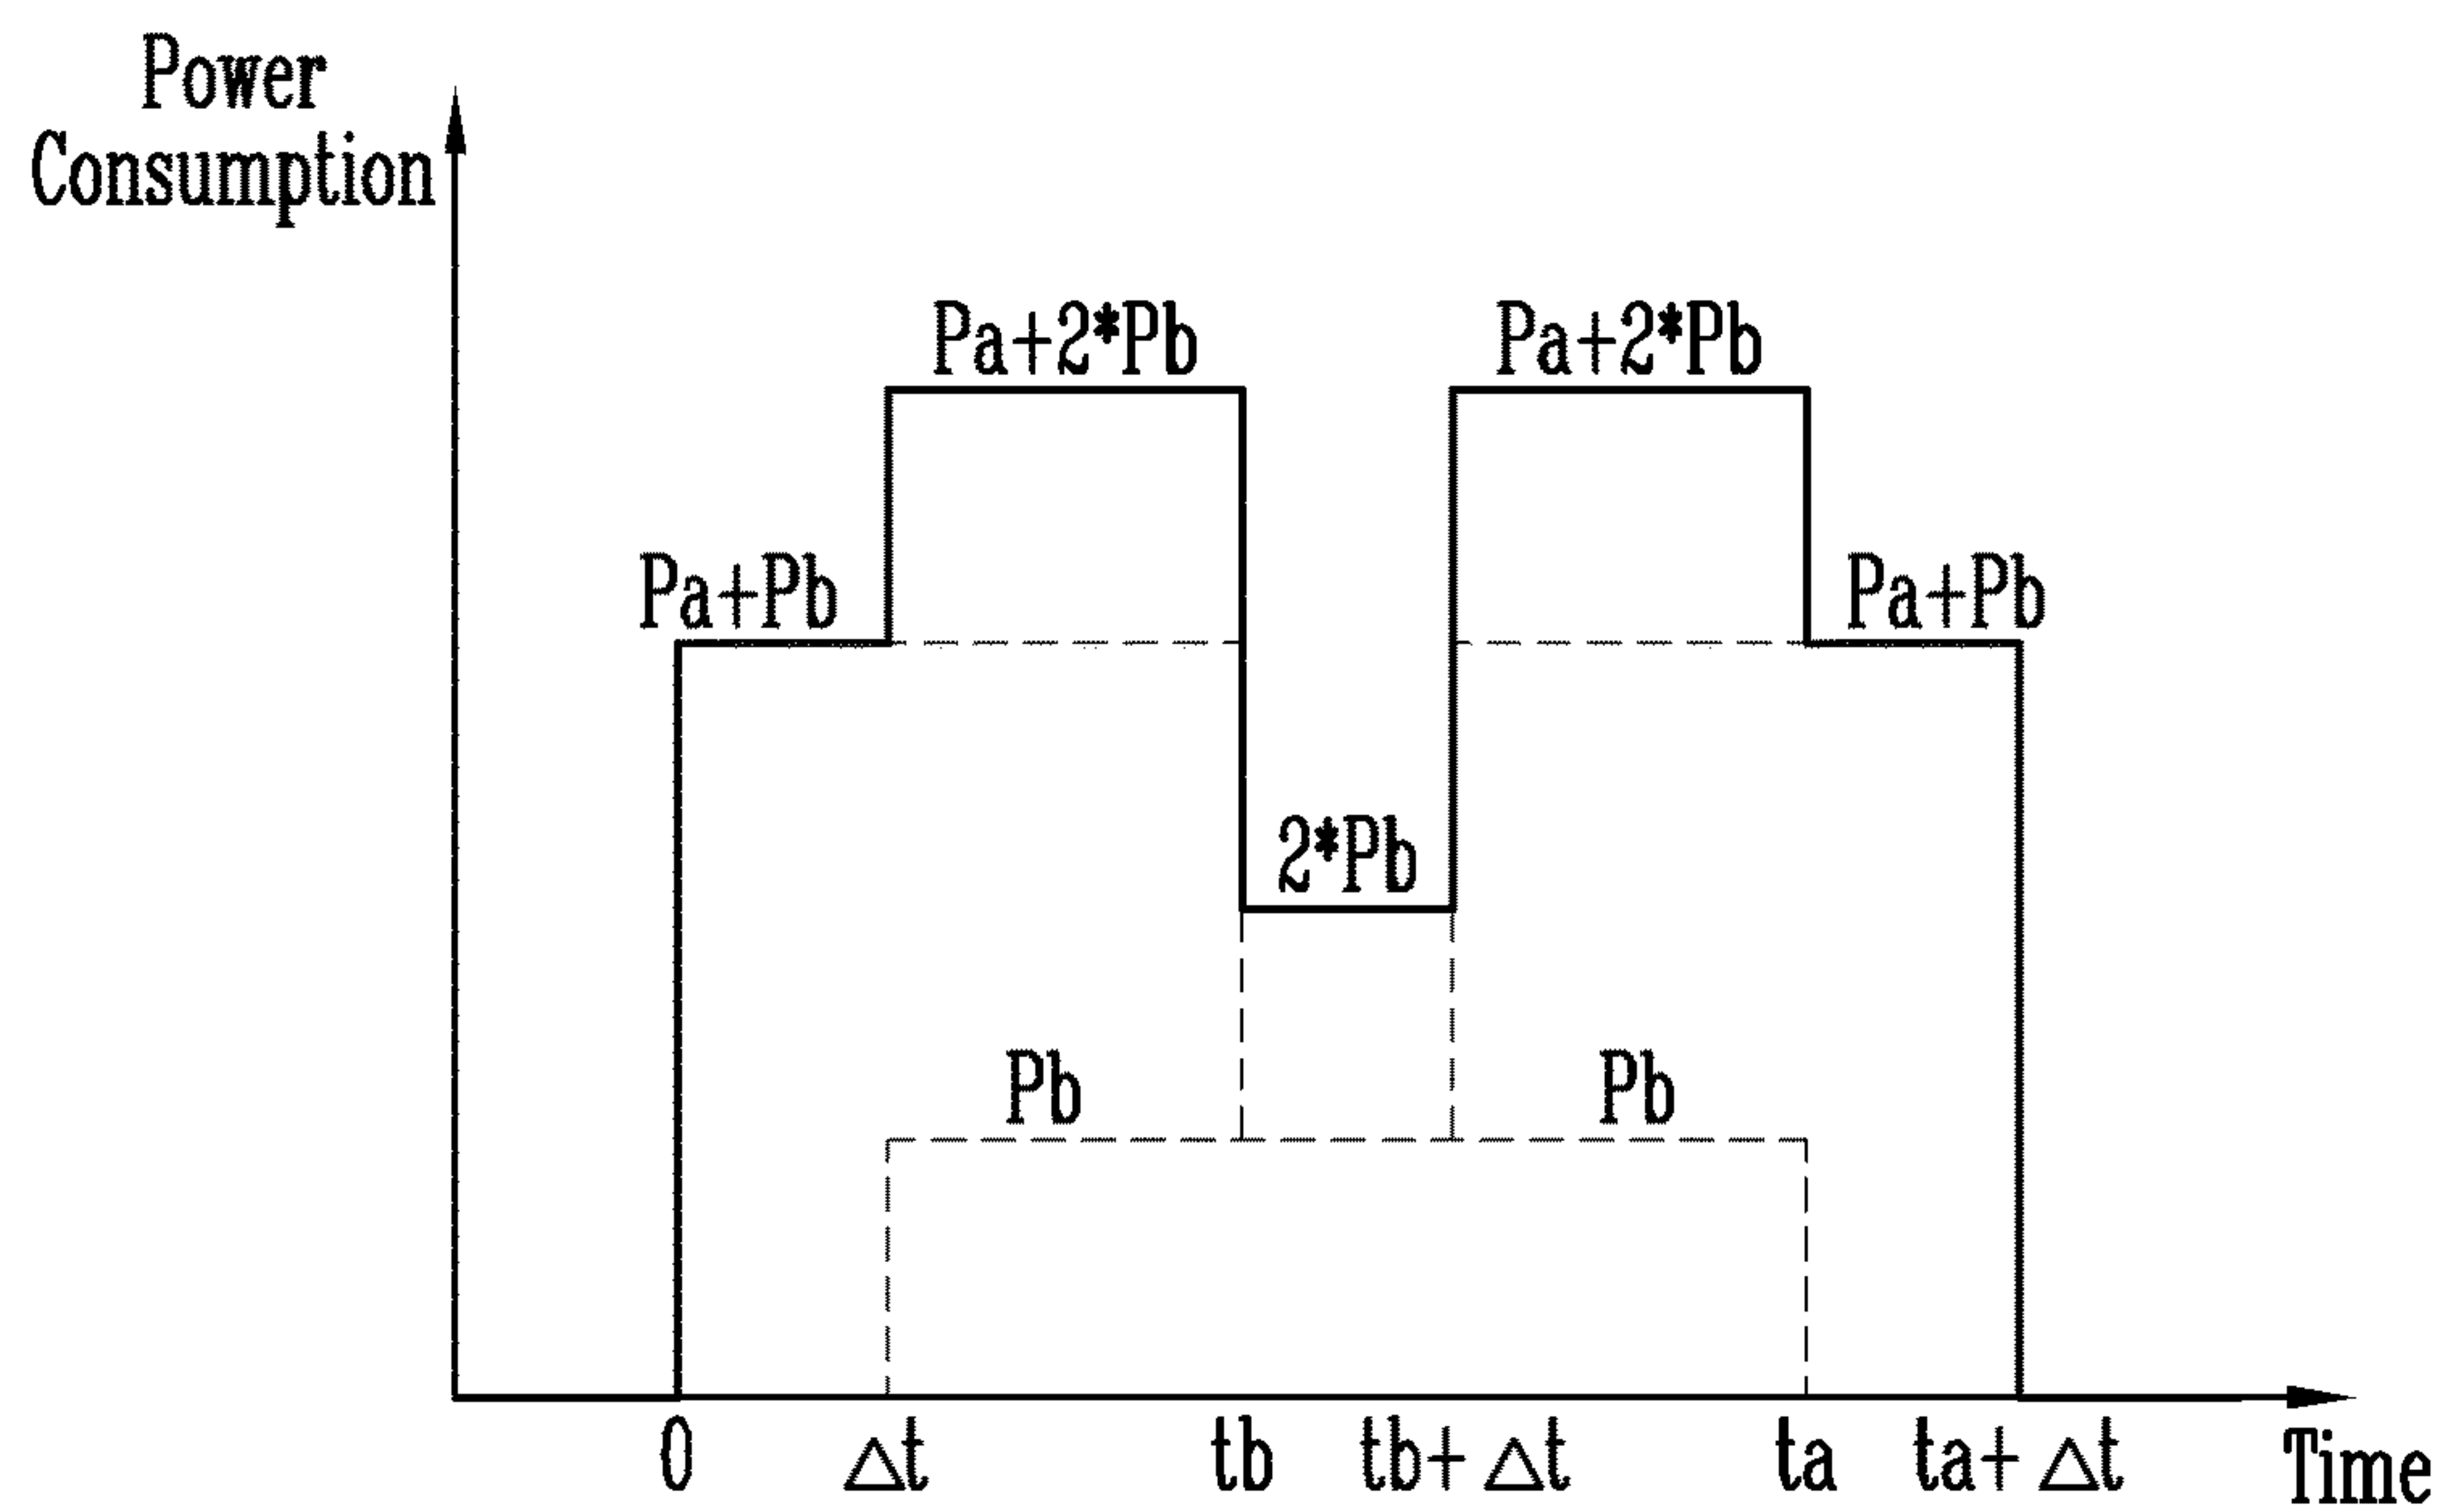 Power
Consumption
Pa+2*Pb
Pa+2*Pb
Pa+Pb
Pa+Pb
2*Pb
Pb
Pb
0
Δt
tb
tb+Δt
ta
ta+Δt
Time